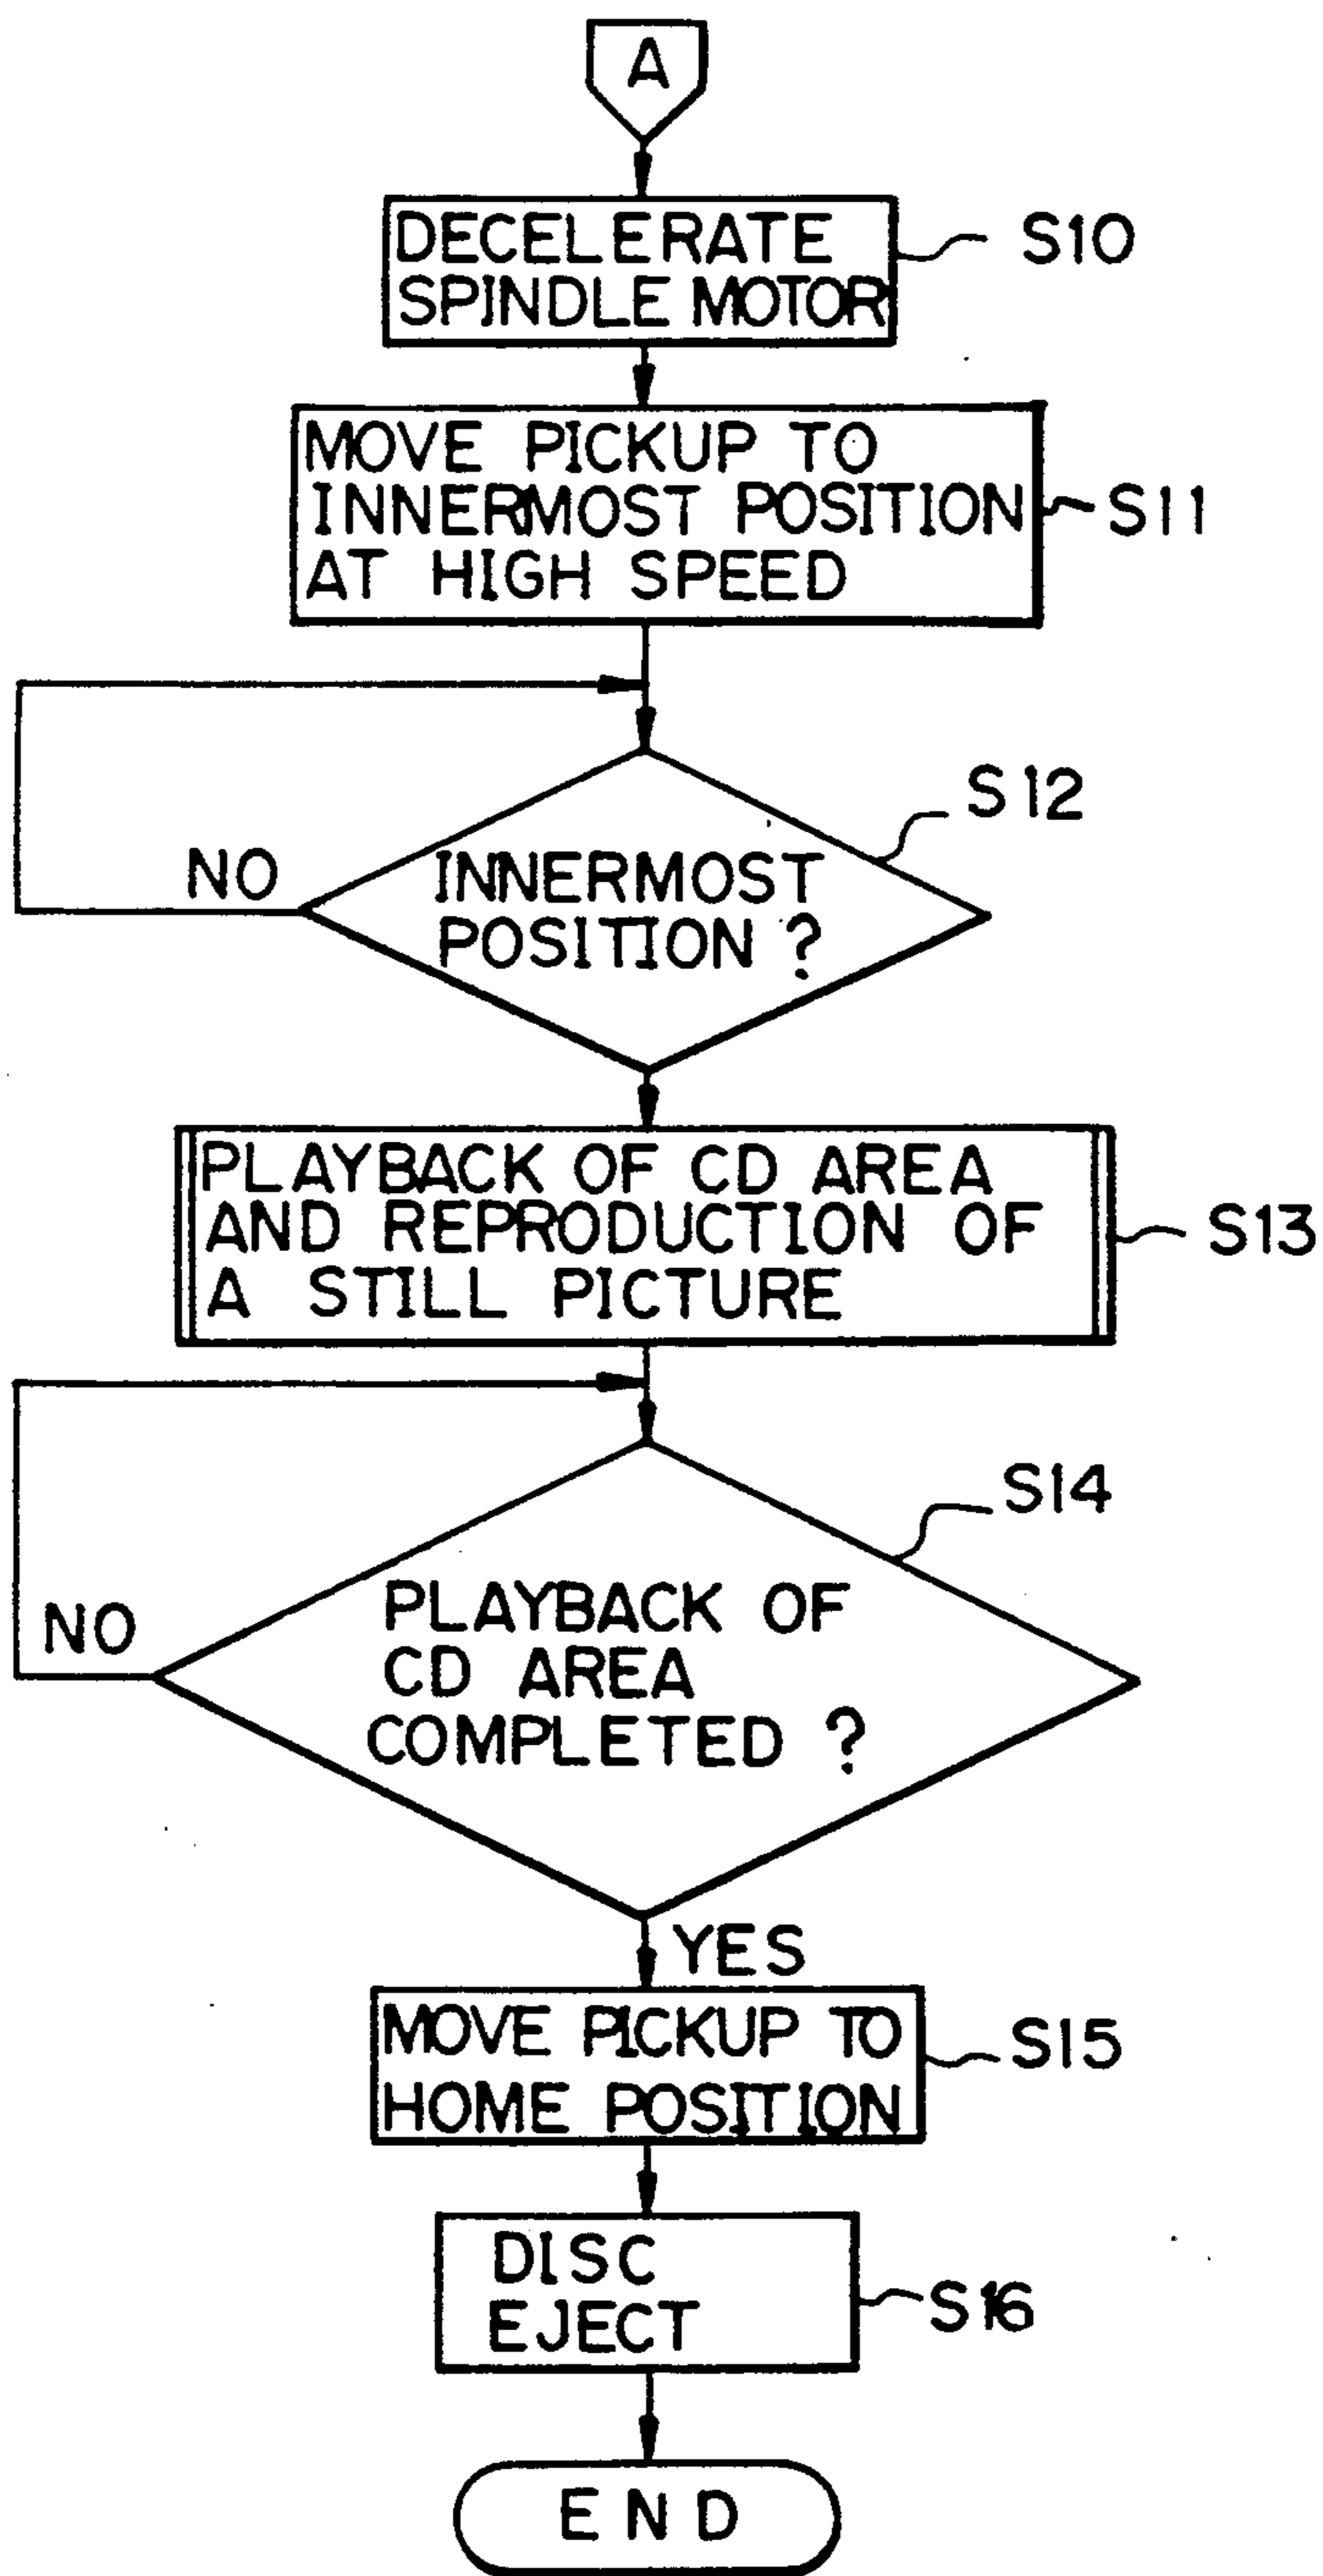 A
DECELERATE
SPINDLE MOTOR
S10
MOVE PICKUP TO
INNERMOST POSITION
AT HIGH SPEED
S11
S12
NO
INNERMOST
POSITION ?
PLAYBACK OF CD AREA
AND REPRODUCTION OF
A STILL PICTURE
S13
S14
NO
PLAYBACK OF
CD AREA
COMPLETED ?
YES
MOVE PICKUP TO
HOME POSITION
S15
DISC
EJECT
S16
END